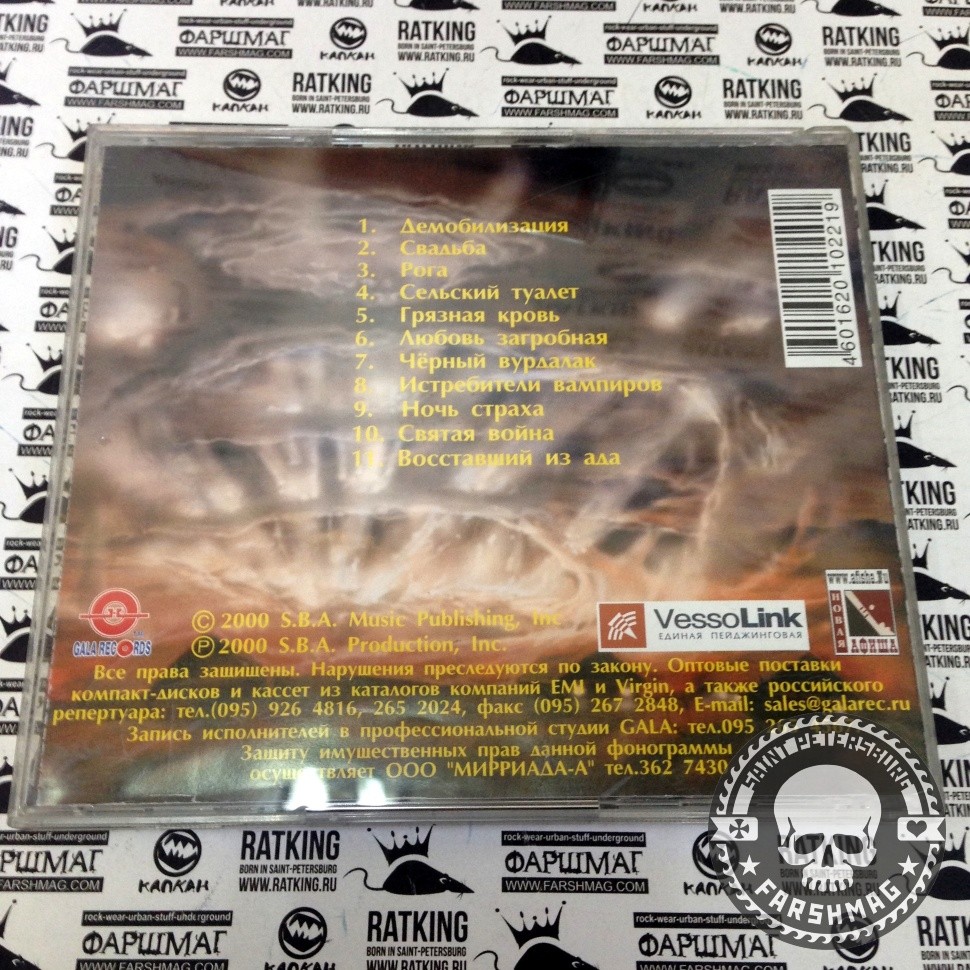 1. Демобилизация
2. Свадьба
3. Рога
4. Сельский туалет
5. Грязная кровь
6. Любовь загробная
7. Чёрный вурдалак
8. Истребители вампиров
9. Ночь страха
10. Святая война
11. Восставший из ада
4601620102219
www.afisha.ru
НОВАЯ
АФИША
GALA RECORDS
© 2000 S.B.A. Music Publishing, Inc
℗ 2000 S.B.A. Production, Inc.
VessoLink
ЕДИНАЯ ПЕЙДЖИНГОВАЯ
Все права защищены. Нарушения преследуются по закону. Оптовые поставки
компакт-дисков и кассет из каталогов компаний EMI и Virgin, а также российского
репертуара: тел.(095) 926 4816, 265 2024, факс (095) 267 2848, E-mail: sales@galarec.ru
Запись исполнителей в профессиональной студии GALA: тел.095
Защиту имущественных прав данной фонограммы
осуществляет ООО "МИРРИАДА-А" тел.362 7430
SAINT PETERSBURG
FARSHMAG
rock-wear-urban-stuff-underground
ФАРШМАГ
WWW.FARSHMAG.COM
КАПКАН
RATKING
BORN IN SAINT-PETERSBURG
WWW.RATKING.RU